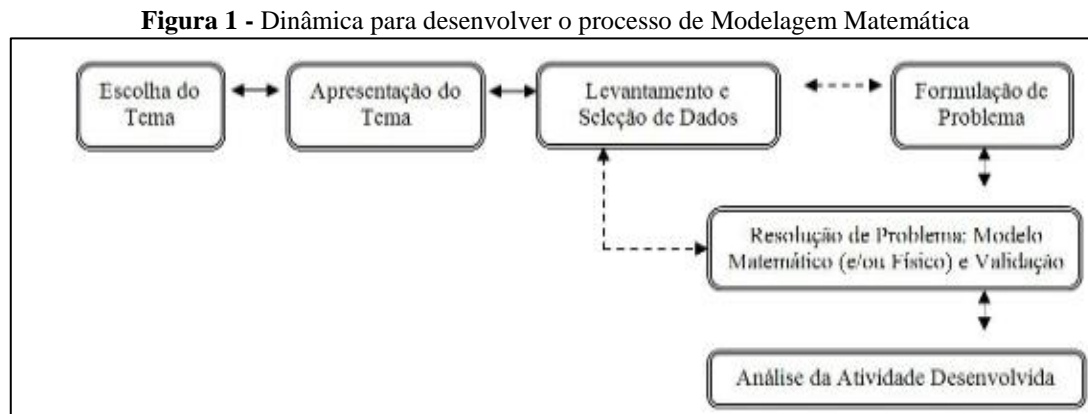 Figura 1 - Dinâmica para desenvolver o processo de Modelagem Matemática
Escolha do
Tema
Apresentação do
Tema
Levantamento e
Seleção de Dados
Formulação de
Problema
Resolução de Problema: Modelo
Matemático (e/ou Físico) e Validação
Análise da Atividade Desenvolvida